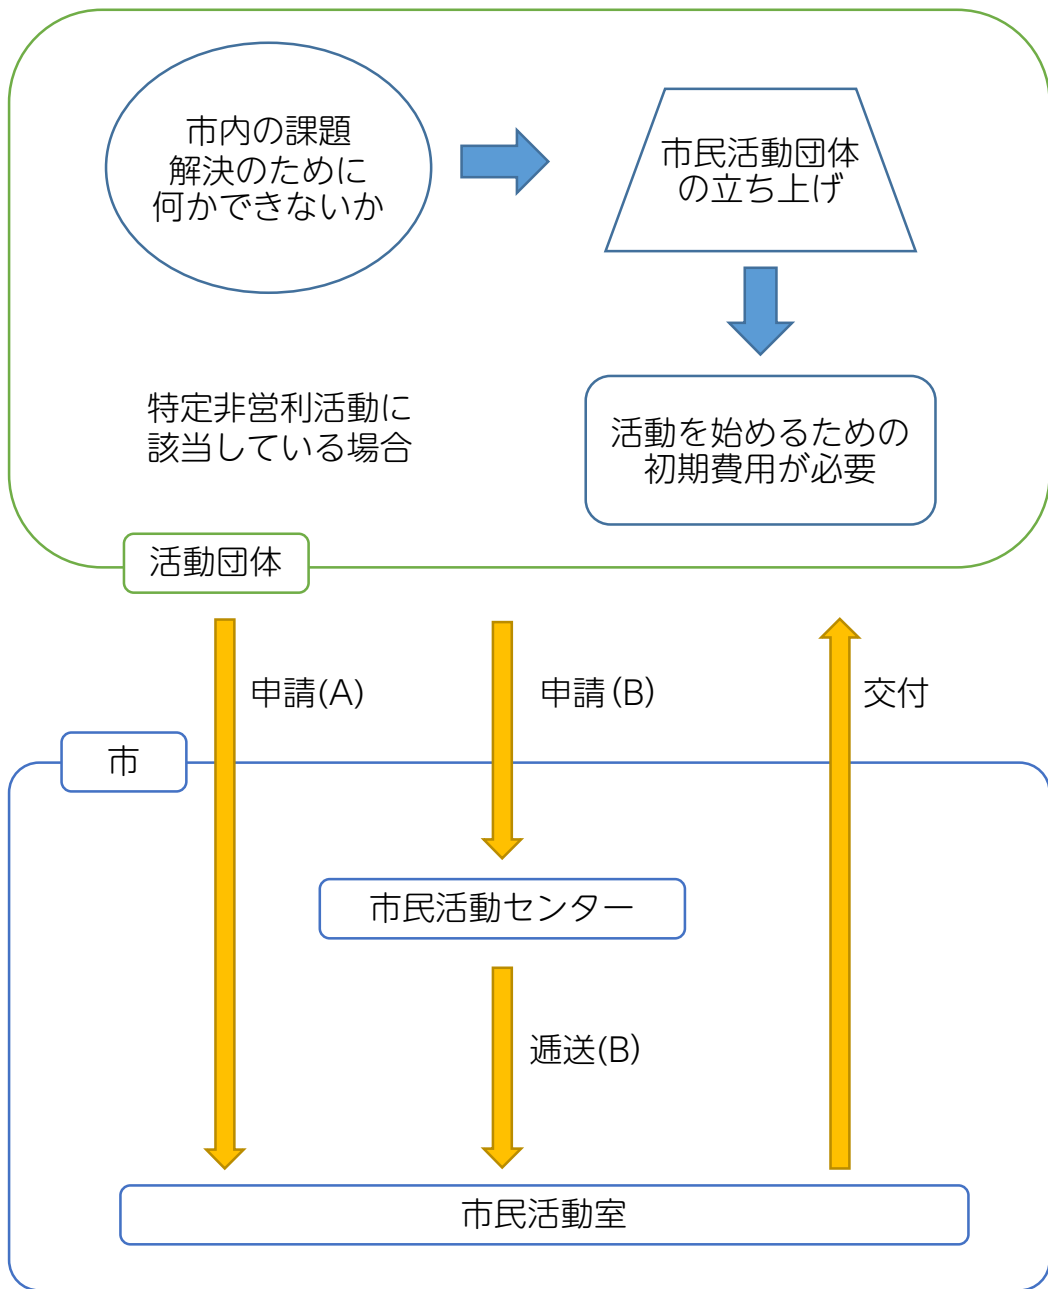 市内の課題
解決のために
何かできないか
市民活動団体
の立ち上げ
特定非営利活動に
該当している場合
活動を始めるための
初期費用が必要
活動団体
申請(A)
申請(B)
交付
市
市民活動センター
逓送(B)
市民活動室